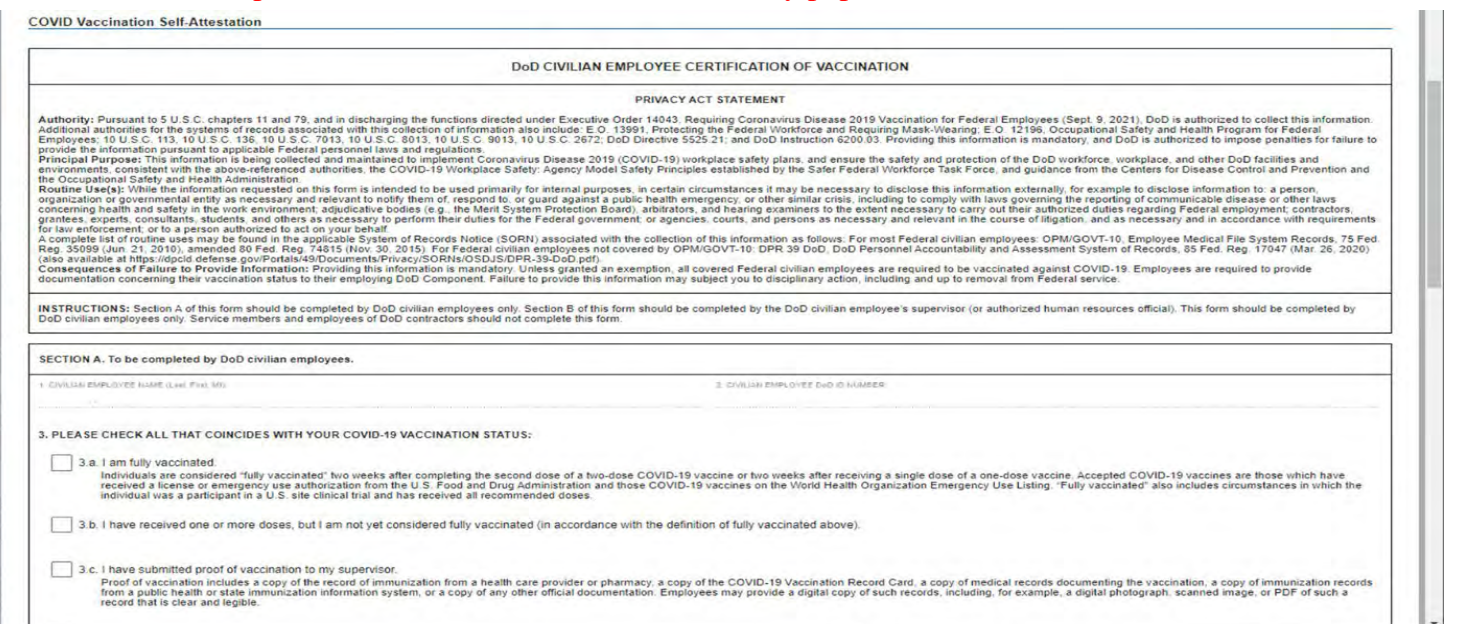 COVID Vaccination Self-Attestation
DoD CIVILIAN EMPLOYEE CERTIFICATION OF VACCINATION
PRIVACY ACT STATEMENT
Authority: Pursuant to 5 U.S.C. chapters 11 and 79, and in discharging the functions directed under Executive Order 14043, Requiring Coronavirus Disease 2019 Vaccination for Federal Employees (Sept. 9, 2021), DoD is authorized to collect this information.
Additional authorities for the systems of records associated with this collection of information also include: E.O. 13991, Protecting the Federal Workforce and Requiring Mask-Wearing; E.O. 12196, Occupational Safety and Health Program for Federal
Employees; 10 U.S.C. 113, 10 U.S.C. 136, 10 U.S.C. 7013, 10 U.S.C. 8013, 10 U.S.C. 9013, 10 U.S.C. 2672; DoD Directive 5525.21; and DoD Instruction 6200.03. Providing this information is mandatory, and DoD is authorized to impose penalties for failure to
provide the information pursuant to applicable Federal personnel laws and regulations.
Principal Purpose: This information is being collected and maintained to implement Coronavirus Disease 2019 (COVID-19) workplace safety plans, and ensure the safety and protection of the DoD workforce, workplace, and other DoD facilities and
environments, consistent with the above-referenced authorities, the COVID-19 Workplace Safety: Agency Model Safety Principles established by the Safer Federal Workforce Task Force, and guidance from the Centers for Disease Control and Prevention and
the Occupational Safety and Health Administration.
Routine Use(s): While the information requested on this form is intended to be used primarily for internal purposes, in certain circumstances it may be necessary to disclose this information externally, for example to disclose information to: a person,
organization or governmental entity as necessary and relevant to notify them of, respond to, or guard against a public health emergency, or other similar crisis, including to comply with laws governing the reporting of communicable disease or other laws
concerning health and safety in the work environment; adjudicative bodies (e.g., the Merit System Protection Board), arbitrators, and hearing examiners to the extent necessary to carry out their authorized duties regarding Federal employment; contractors,
grantees, experts, consultants, students, and others as necessary to perform their duties for the Federal government; or agencies, courts, and persons as necessary and relevant in the course of litigation, and as necessary and in accordance with requirements
for law enforcement; or to a person authorized to act on your behalf.
A complete list of routine uses may be found in the applicable System of Records Notice (SORN) associated with the collection of this information as follows: For most Federal civilian employees: OPM/GOVT-10, Employee Medical File System Records, 75 Fed.
Reg. 35099 (Jun. 21, 2010), amended 80 Fed. Reg. 74815 (Nov. 30, 2015). For Federal civilian employees not covered by OPM/GOVT-10: DPR 39 DoD, DoD Personnel Accountability and Assessment System of Records, 85 Fed. Reg. 17047 (Mar. 26, 2020)
(also available at https://dpcld.defense.gov/Portals/49/Documents/Privacy/SORNs/OSDJS/DPR-39-DoD.pdf).
Consequences of Failure to Provide Information: Providing this information is mandatory. Unless granted an exemption, all covered Federal civilian employees are required to be vaccinated against COVID-19. Employees are required to provide
documentation concerning their vaccination status to their employing DoD Component. Failure to provide this information may subject you to disciplinary action, including and up to removal from Federal service.
INSTRUCTIONS: Section A of this form should be completed by DoD civilian employees only. Section B of this form should be completed by the DoD civilian employee's supervisor (or authorized human resources official). This form should be completed by
DoD civilian employees only. Service members and employees of DoD contractors should not complete this form.
SECTION A. To be completed by DoD civilian employees.
1. CIVILIAN EMPLOYEE NAME (Last, First, MI) 2. CIVILIAN EMPLOYEE DoD ID NUMBER
3. PLEASE CHECK ALL THAT COINCIDES WITH YOUR COVID-19 VACCINATION STATUS:
3.a. I am fully vaccinated.
Individuals are considered "fully vaccinated" two weeks after completing the second dose of a two-dose COVID-19 vaccine or two weeks after receiving a single dose of a one-dose vaccine. Accepted COVID-19 vaccines are those which have
received a license or emergency use authorization from the U.S. Food and Drug Administration and those COVID-19 vaccines on the World Health Organization Emergency Use Listing. "Fully vaccinated" also includes circumstances in which the
individual was a participant in a U.S. site clinical trial and has received all recommended doses.
3.b. I have received one or more doses, but I am not yet considered fully vaccinated (in accordance with the definition of fully vaccinated above).
3.c. I have submitted proof of vaccination to my supervisor.
Proof of vaccination includes a copy of the record of immunization from a health care provider or pharmacy, a copy of the COVID-19 Vaccination Record Card, a copy of medical records documenting the vaccination, a copy of immunization records
from a public health or state immunization information system, or a copy of any other official documentation. Employees may provide a digital copy of such records, including, for example, a digital photograph, scanned image, or PDF of such a
record that is clear and legible.